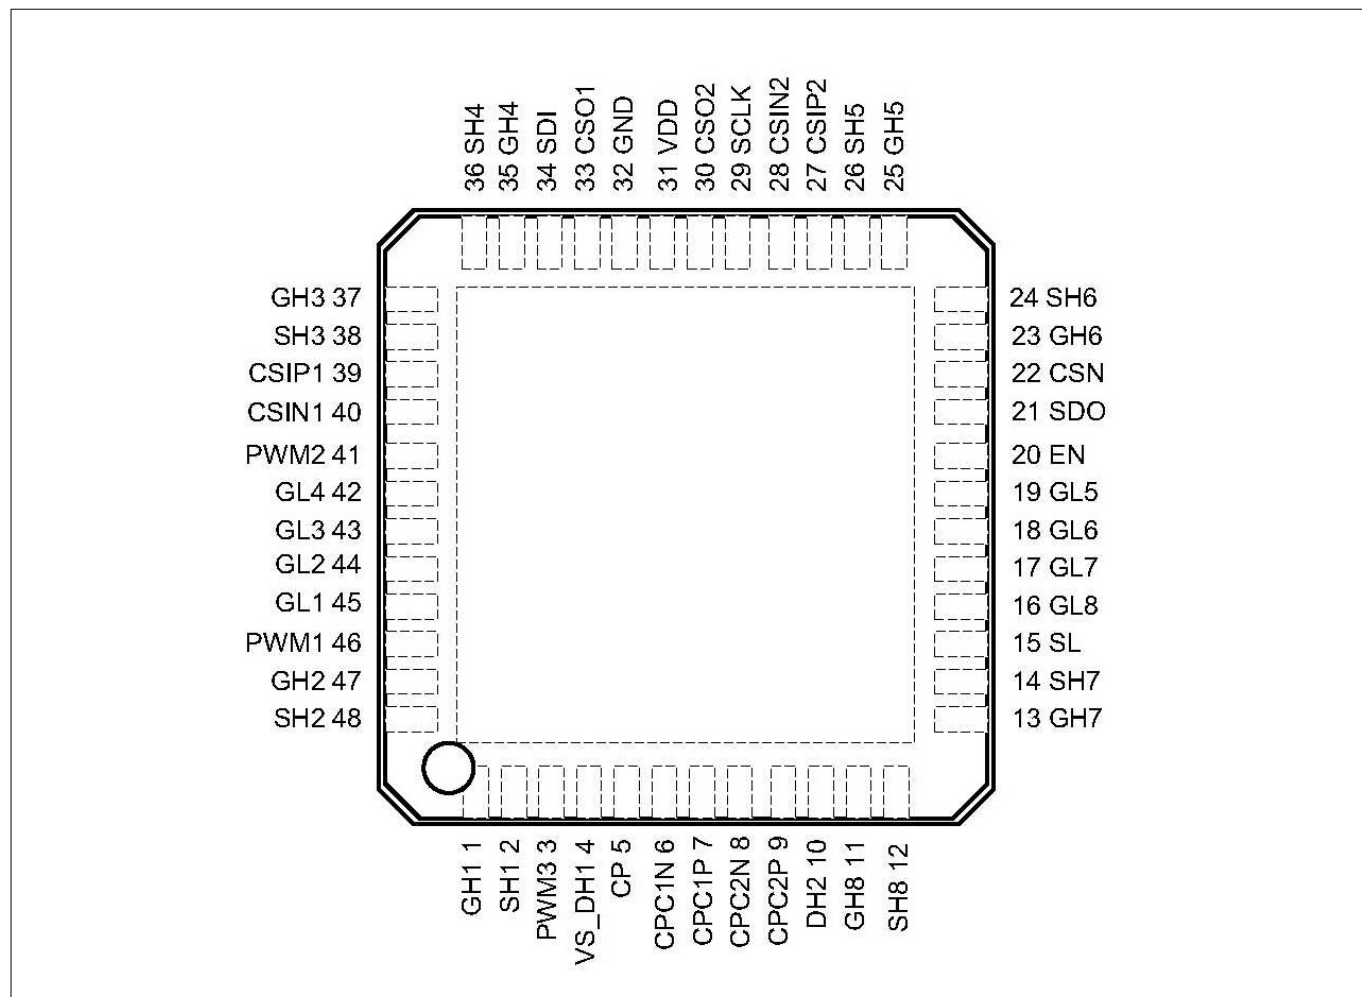 36 SH4
35 GH4
34 SDI
33 CSO1
32 GND
31 VDD
30 CSO2
29 SCLK
28 CSIN2
27 CSIP2
26 SH5
25 GH5
GH3 37
SH3 38
CSIP1 39
CSIN1 40
PWM2 41
GL4 42
GL3 43
GL2 44
GL1 45
PWM1 46
GH2 47
SH2 48
24 SH6
23 GH6
22 CSN
21 SDO
20 EN
19 GL5
18 GL6
17 GL7
16 GL8
15 SL
14 SH7
13 GH7
GH1 1
SH1 2
PWM3 3
VS_DH1 4
CP 5
CPC1N 6
CPC1P 7
CPC2N 8
CPC2P 9
DH2 10
GH8 11
SH8 12